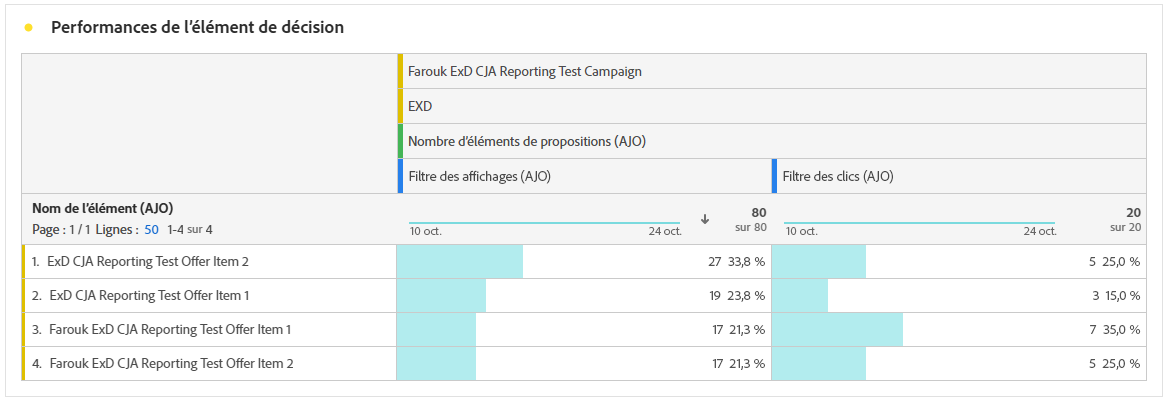 Performances de l’élément de décision
Farouk ExD CJA Reporting Test Campaign
EXD
Nombre d’éléments de propositions (AJO)
Filtre des affichages (AJO) Filtre des clics (AJO)
Nom de l’élément (AJO)
Page : 1 / 1 Lignes : 50 1-4 sur 4
10 oct. 24 oct. 80 sur 80
10 oct. 24 oct. 20 sur 20
1. ExD CJA Reporting Test Offer Item 2 27 33,8 % 5 25,0 %
2. ExD CJA Reporting Test Offer Item 1 19 23,8 % 3 15,0 %
3. Farouk ExD CJA Reporting Test Offer Item 1 17 21,3 % 7 35,0 %
4. Farouk ExD CJA Reporting Test Offer Item 2 17 21,3 % 5 25,0 %